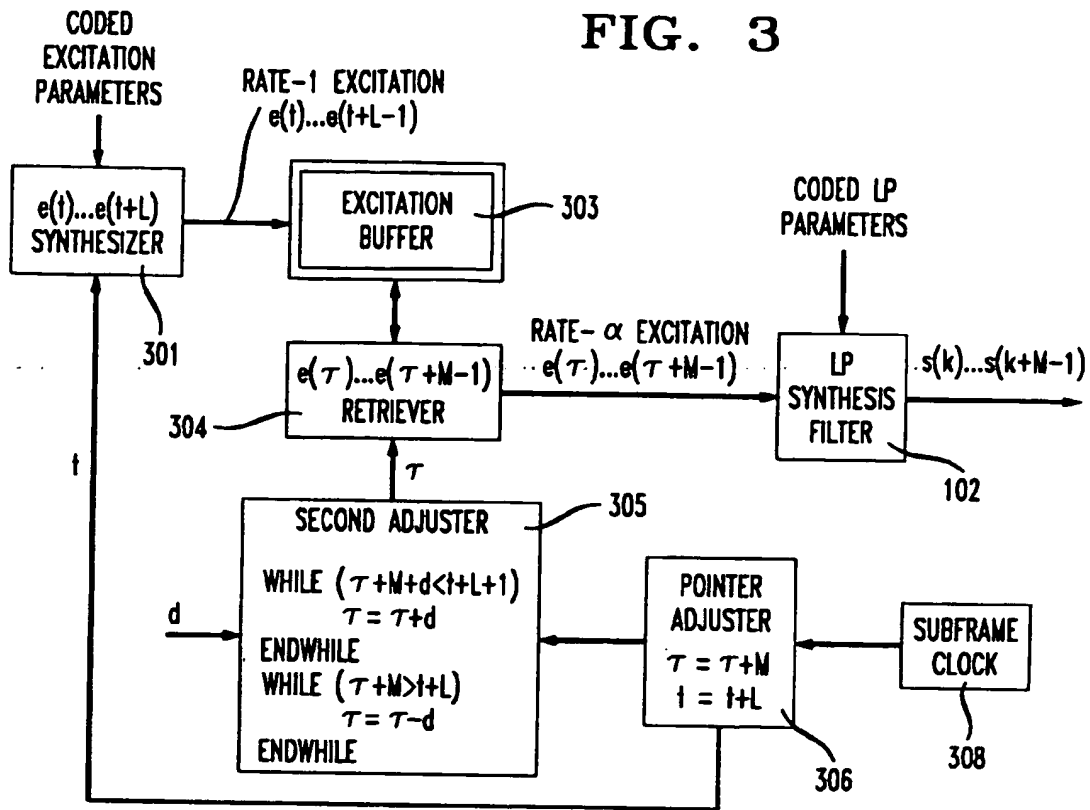 FIG. 3
CODED
EXCITATION
PARAMETERS
RATE-1 EXCITATION
e(t)...e(t+L-1)
e(t)...e(t+L)
SYNTHESIZER
301
EXCITATION
BUFFER
303
CODED LP
PARAMETERS
e(τ)...e(τ+M-1)
RETRIEVER
304
RATE- α EXCITATION
e(τ)...e(τ+M-1)
LP
SYNTHESIS
FILTER
102
s(k)...s(k+M-1)
t
τ
SECOND ADJUSTER
305
WHILE (τ+M+d<t+L+1)
τ = τ+d
ENDWHILE
WHILE (τ+M>t+L)
τ = τ-d
ENDWHILE
d
POINTER
ADJUSTER
τ = τ+M
t = t+L
306
SUBFRAME
CLOCK
308